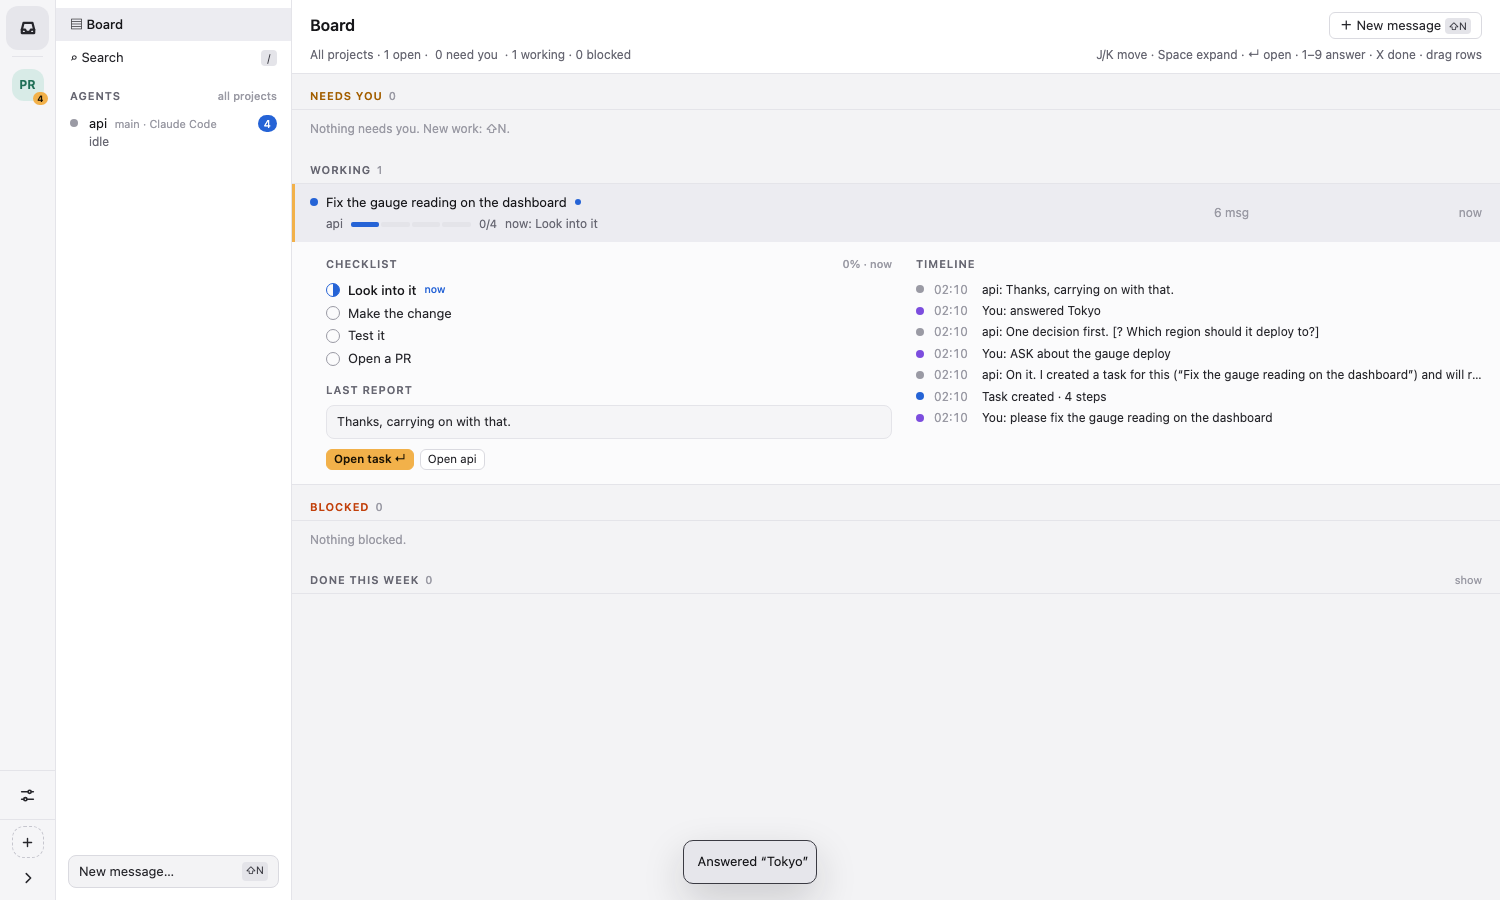 PR
4
Board
Search /
AGENTS all projects
api main · Claude Code 4
idle
New message… ⇧N
Board
+ New message ⇧N
All projects · 1 open · 0 need you · 1 working · 0 blocked
J/K move · Space expand · ↵ open · 1–9 answer · X done · drag rows
NEEDS YOU 0
Nothing needs you. New work: ⇧N.
WORKING 1
Fix the gauge reading on the dashboard
api 0/4 now: Look into it
6 msg now
CHECKLIST 0% · now
Look into it now
Make the change
Test it
Open a PR
LAST REPORT
Thanks, carrying on with that.
Open task ↵ Open api
TIMELINE
02:10 api: Thanks, carrying on with that.
02:10 You: answered Tokyo
02:10 api: One decision first. [? Which region should it deploy to?]
02:10 You: ASK about the gauge deploy
02:10 api: On it. I created a task for this (“Fix the gauge reading on the dashboard”) and will r…
02:10 Task created · 4 steps
02:10 You: please fix the gauge reading on the dashboard
BLOCKED 0
Nothing blocked.
DONE THIS WEEK 0 show
Answered “Tokyo”